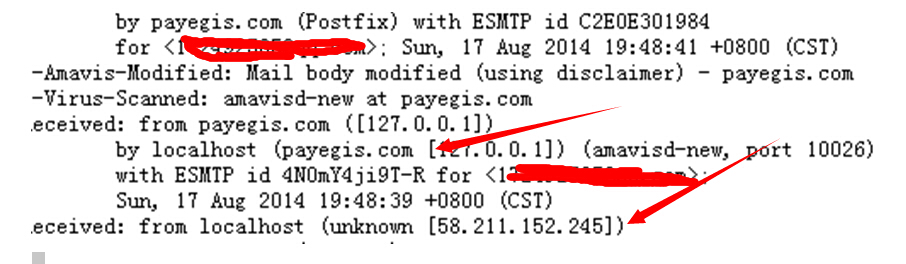 by payegis.com (Postfix) with ESMTP id C2E0E301984
for <1 >; Sun, 17 Aug 2014 19:48:41 +0800 (CST)
-Amavis-Modified: Mail body modified (using disclaimer) - payegis.com
-Virus-Scanned: amavisd-new at payegis.com
eceived: from payegis.com ([127.0.0.1])
by localhost (payegis.com [127.0.0.1]) (amavisd-new, port 10026)
with ESMTP id 4NOmY4ji9T-R for <1 >;
Sun, 17 Aug 2014 19:48:39 +0800 (CST)
eceived: from localhost (unknown [58.211.152.245])